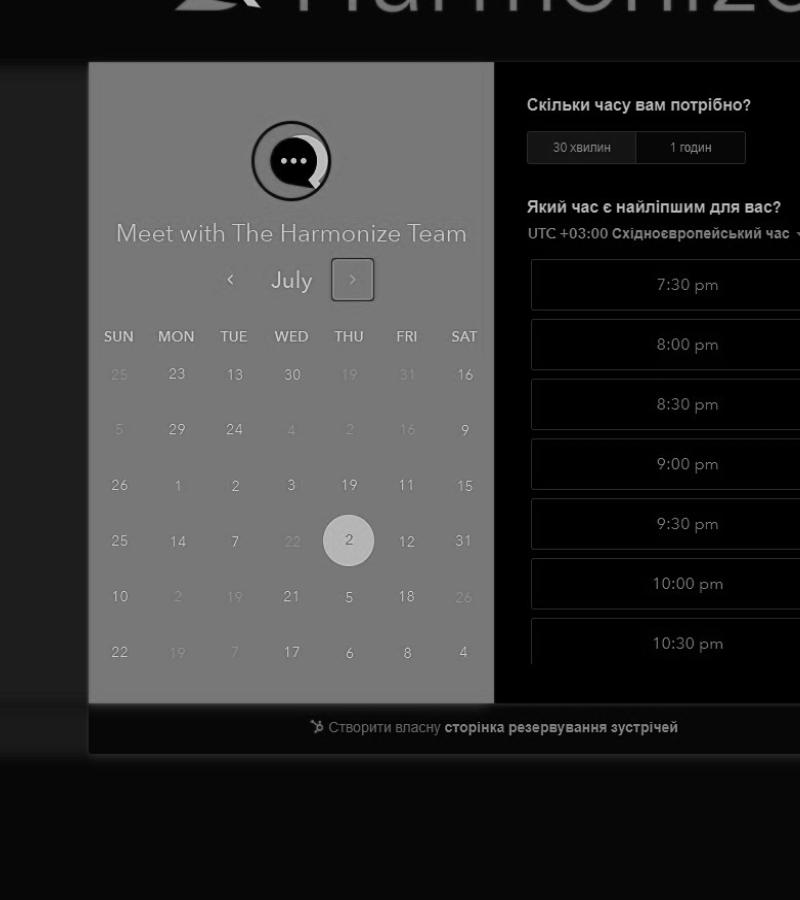 Harmonize
Meet with The Harmonize Team
July
SUN MON TUE WED THU FRI SAT
25 23 13 30 19 31 16
5 29 24 4 2 16 9
26 1 2 3 19 11 15
25 14 7 22 2 12 31
10 2 19 21 5 18 26
22 19 7 17 6 8 4
Скільки часу вам потрібно?
30 хвилин 1 годин
Який час є найліпшим для вас?
UTC +03:00 Східноєвропейський час
7:30 pm
8:00 pm
8:30 pm
9:00 pm
9:30 pm
10:00 pm
10:30 pm
Створити власну сторінка резервування зустрічей